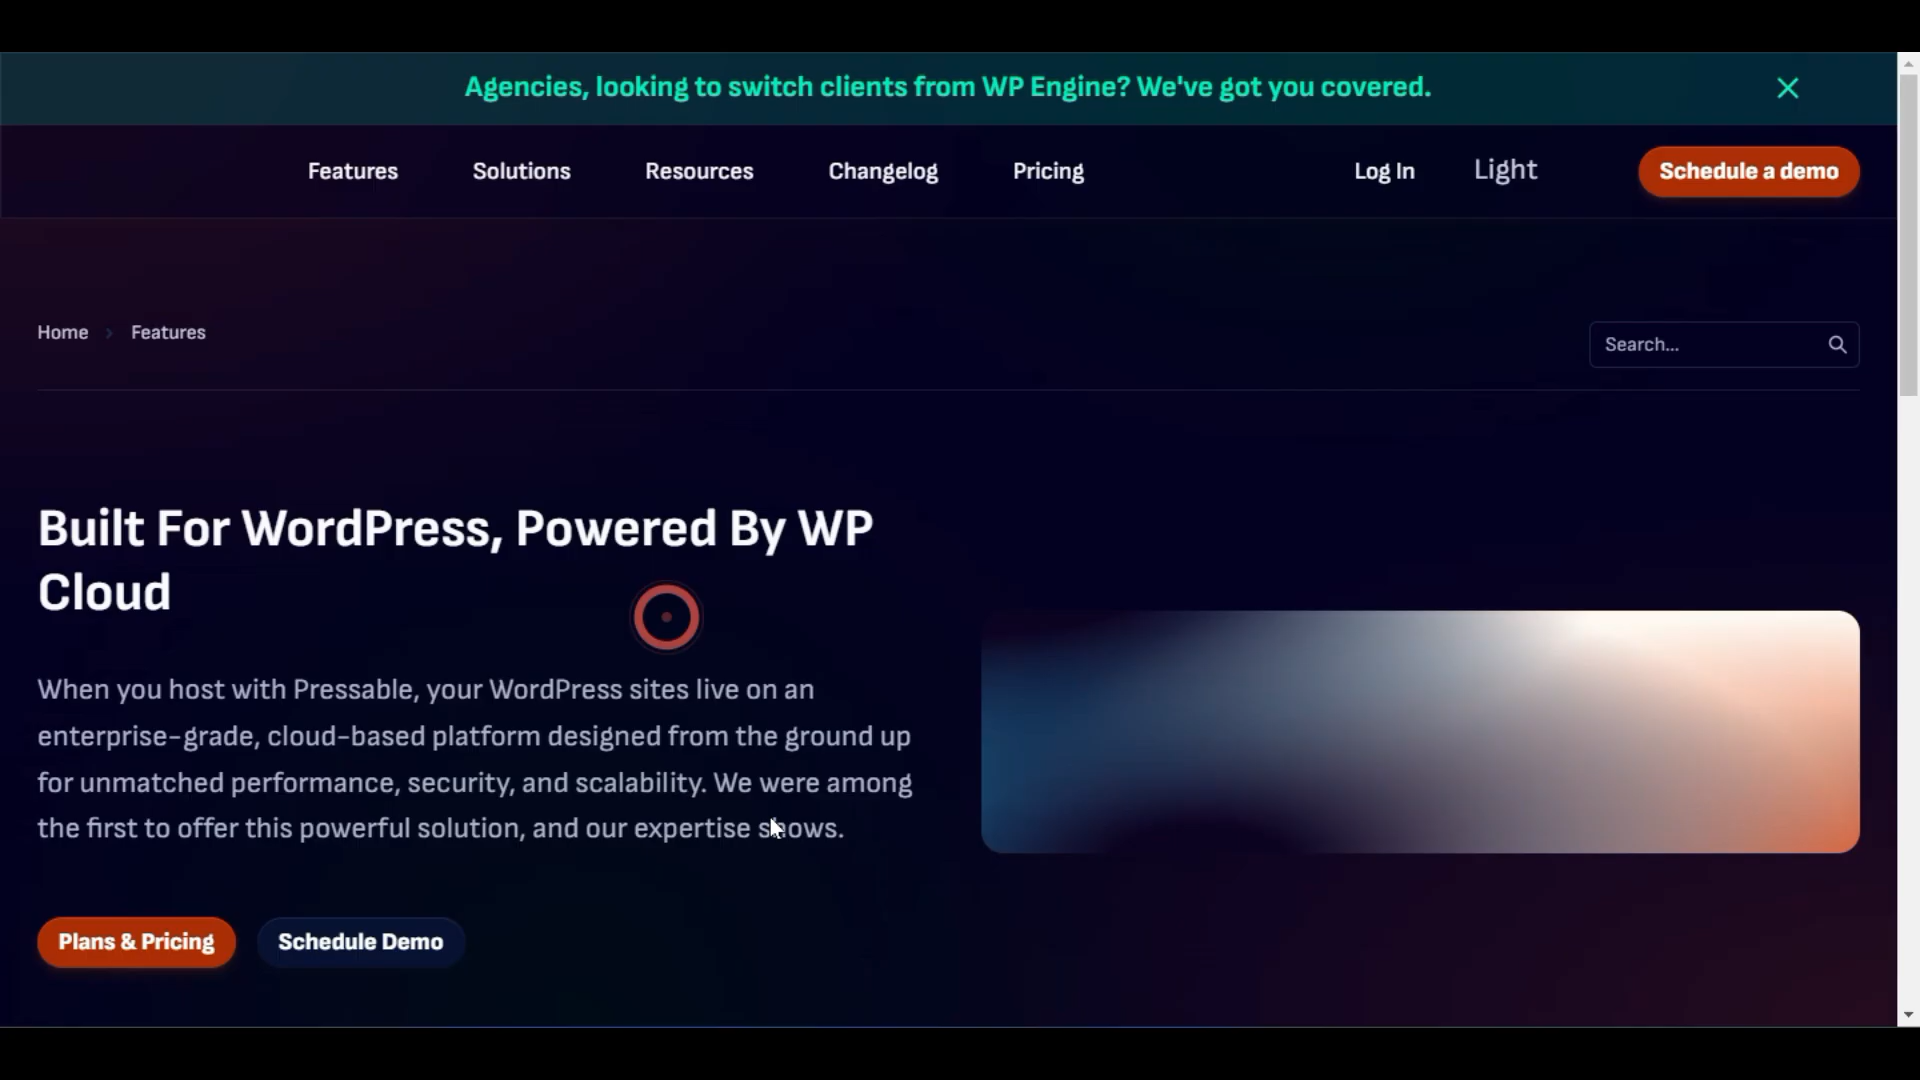 Agencies, looking to switch clients from WP Engine? We've got you covered.
Features Solutions Resources Changelog Pricing Log In Light Schedule a demo
Home Features
Search...
Built For WordPress, Powered By WP
Cloud
When you host with Pressable, your WordPress sites live on an
enterprise-grade, cloud-based platform designed from the ground up
for unmatched performance, security, and scalability. We were among
the first to offer this powerful solution, and our expertise shows.
Plans & Pricing Schedule Demo